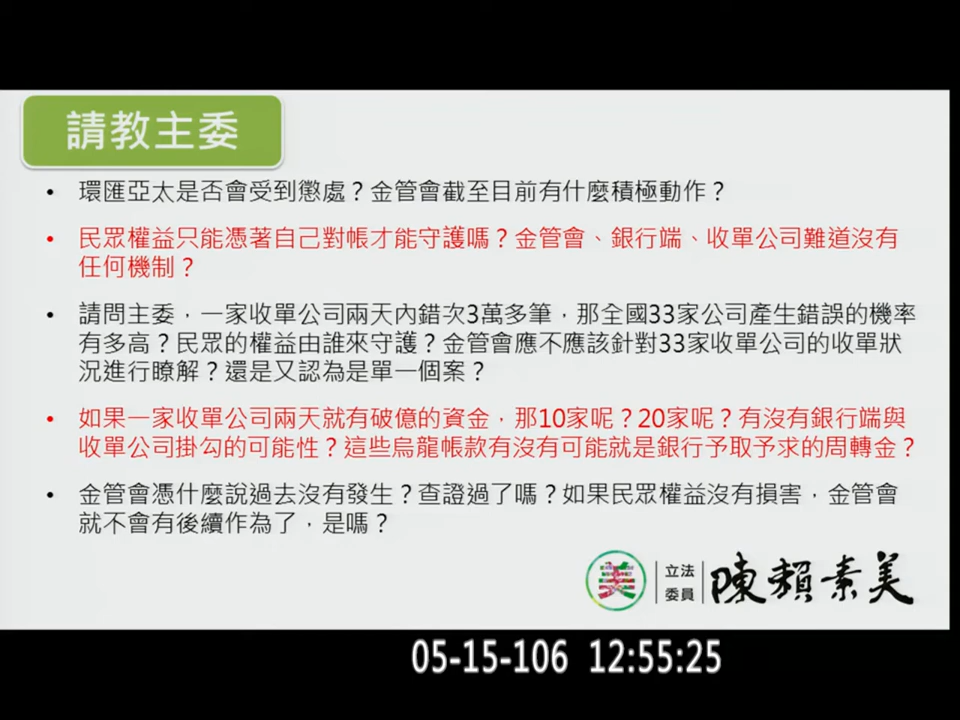 請教主委
• 環匯亞太是否會受到懲處？金管會截至目前有什麼積極動作？
• 民眾權益只能憑著自己對帳才能守護嗎？金管會、銀行端、收單公司難道沒有
任何機制？
• 請問主委，一家收單公司兩天內錯次3萬多筆，那全國33家公司產生錯誤的機率
有多高？民眾的權益由誰來守護？金管會應不應該針對33家收單公司的收單狀
況進行瞭解？還是又認為是單一個案？
• 如果一家收單公司兩天就有破億的資金，那10家呢？20家呢？有沒有銀行端與
收單公司掛勾的可能性？這些烏龍帳款有沒有可能就是銀行予取予求的周轉金？
• 金管會憑什麼說過去沒有發生？查證過了嗎？如果民眾權益沒有損害，金管會
就不會有後續作為了，是嗎？
美 立法
委員 陳賴素美
05-15-106 12:55:25